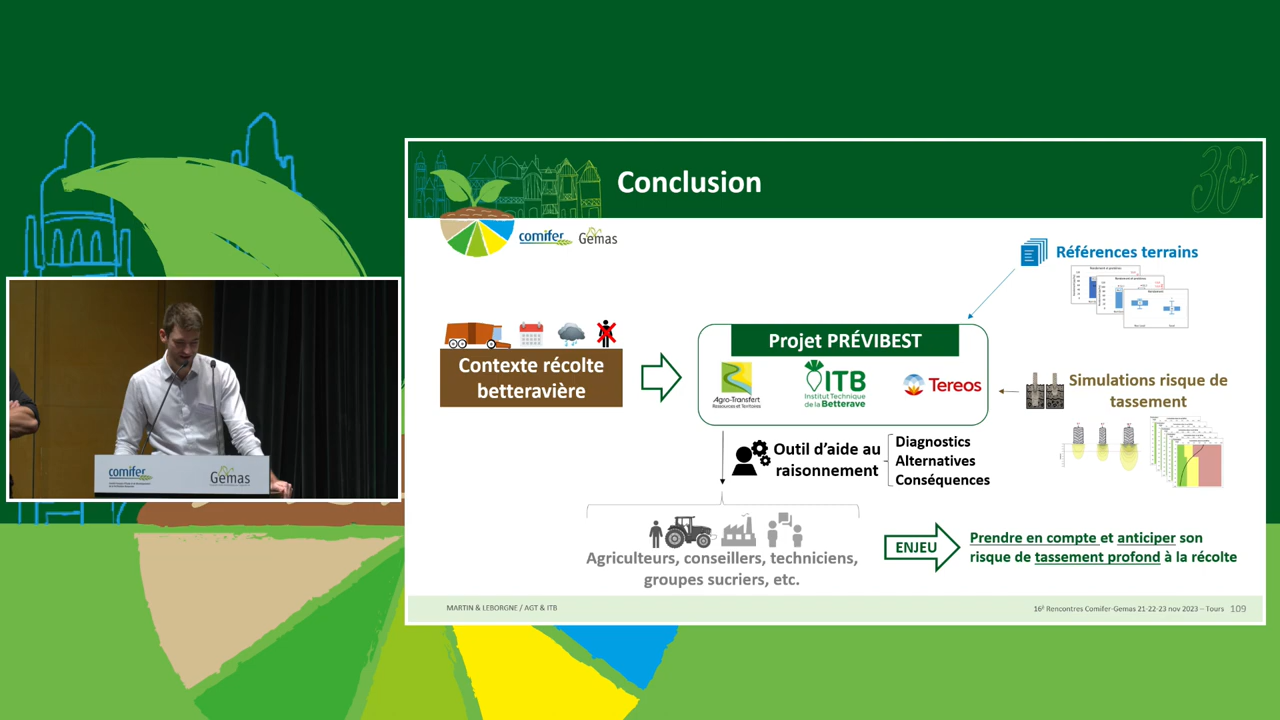 Conclusion
30 ans
comifer
Gemas
Références terrains
Contexte récolte
betteravière
Projet PRÉVIBEST
Agro-Transfert
Ressources et Territoires
ITB
Institut Technique
de la Betterave
Tereos
Simulations risque de
tassement
Outil d'aide au
raisonnement
Diagnostics
Alternatives
Conséquences
Agriculteurs, conseillers, techniciens,
groupes sucriers, etc.
ENJEU
Prendre en compte et anticiper son
risque de tassement profond à la récolte
MARTIN & LEBORGNE / AGT & ITB
16è Rencontres Comifer-Gemas 21-22-23 nov 2023 – Tours 109
comifer
Gemas